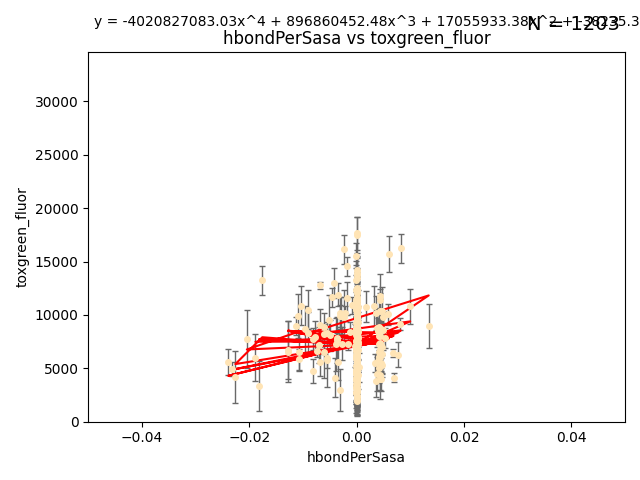 y = -4020827083.03x^4 + 896860452.48x^3 + 17055933.38x^2 +
N = 1203
hbondPerSasa vs toxgreen_fluor
30000
25000
20000
15000
10000
5000
0
toxgreen_fluor
−0.04 −0.02 0.00 0.02 0.04
hbondPerSasa